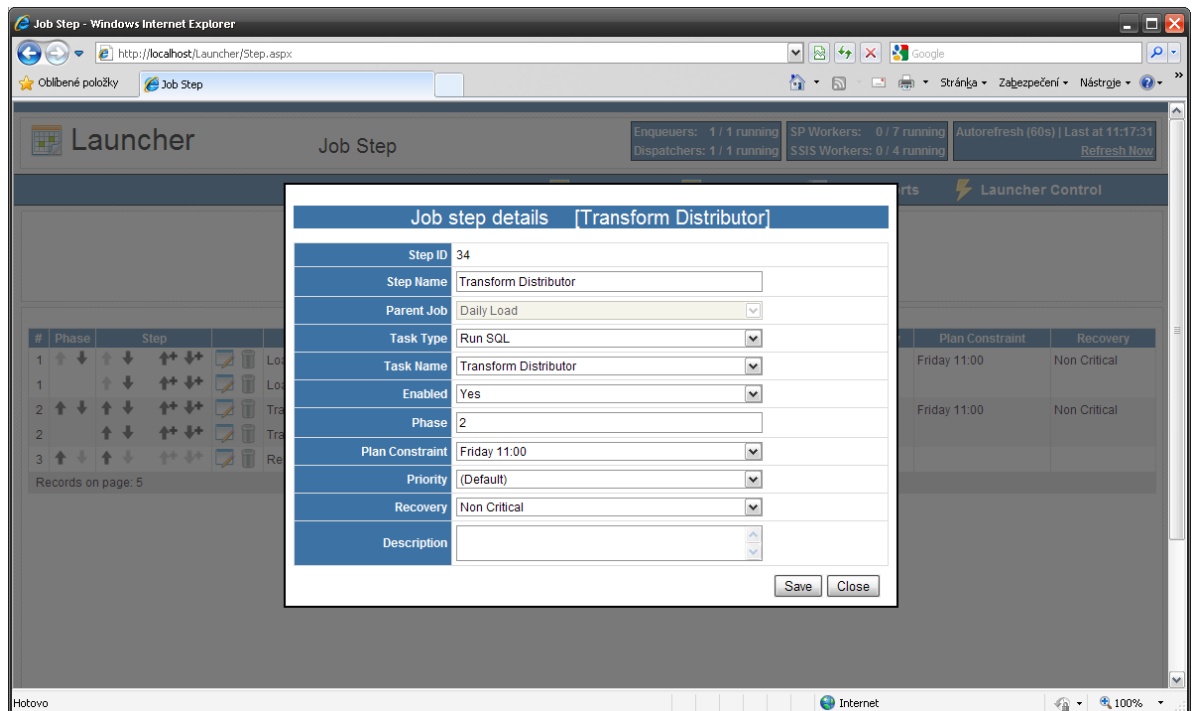 Job Step - Windows Internet Explorer
http://localhost/Launcher/Step.aspx
Google
Oblíbené položky
Job Step
Stránka
Zabezpečení
Nástroje
Launcher
Job Step
Enqueuers: 1 / 1 running
Dispatchers: 1 / 1 running
SP Workers: 0 / 7 running
SSIS Workers: 0 / 4 running
Autorefresh (60s) | Last at 11:17:31
Refresh Now
Launcher Control
Job step details [Transform Distributor]
Step ID 34
Step Name Transform Distributor
Parent Job Daily Load
Task Type Run SQL
Task Name Transform Distributor
Enabled Yes
Phase 2
Plan Constraint Friday 11:00
Priority (Default)
Recovery Non Critical
Description
Save Close
# Phase Step Plan Constraint Recovery
1 Friday 11:00 Non Critical
1
2 Friday 11:00 Non Critical
2
3
Records on page: 5
Hotovo
Internet
100%